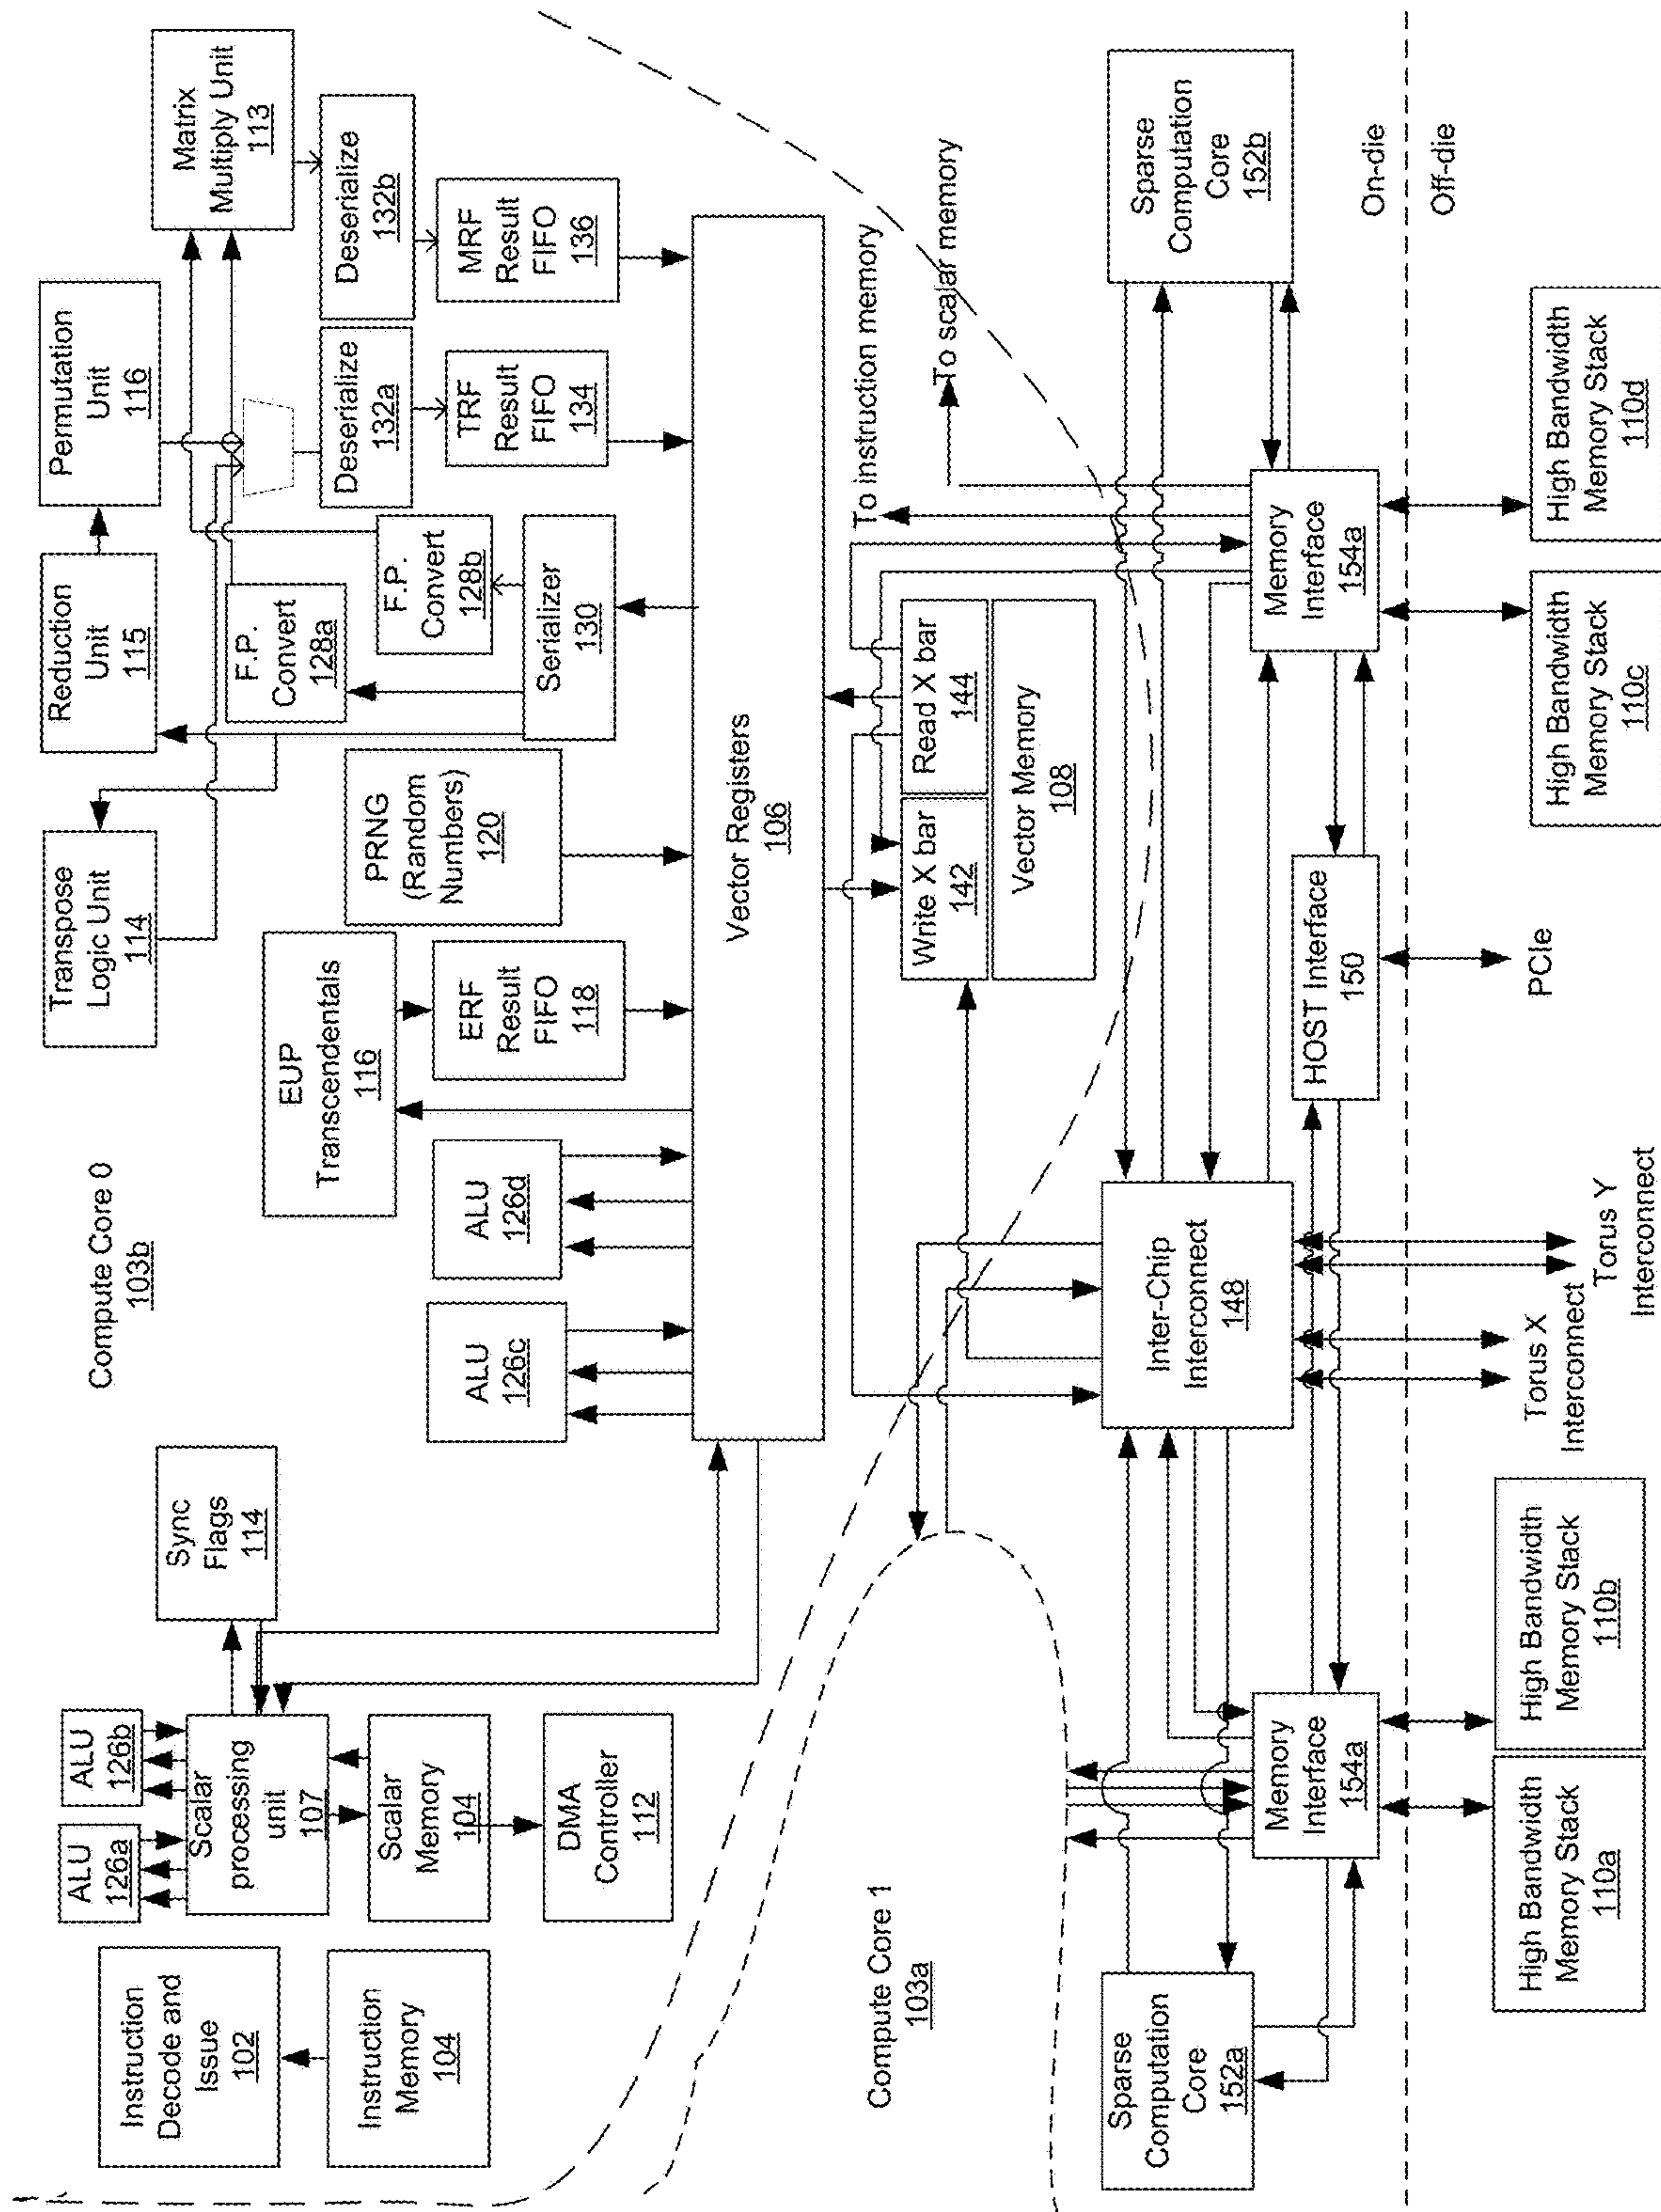 Compute Core 0
103b
Instruction
Decode and
Issue
102
Instruction
Memory
104
ALU
126a
ALU
126b
Scalar
processing
unit
107
Scalar
Memory
104
DMA
Controller
112
Sync
Flags
114
ALU
126c
ALU
126d
EUP
Transcendentals
116
ERF
Result
FIFO
118
PRNG
(Random
Numbers)
120
Transpose
Logic Unit
114
Reduction
Unit
115
Permutation
Unit
116
Matrix
Multiply Unit
113
F.P.
Convert
128a
F.P.
Convert
128b
Serializer
130
Deserialize
132a
TRF
Result
FIFO
134
Deserialize
132b
MRF
Result
FIFO
136
Vector Registers
106
Write X bar
142
Read X bar
144
Vector Memory
108
To instruction memory
To scalar memory
Compute Core 1
103a
Sparse
Computation
Core
152a
Memory
Interface
154a
Inter-Chip
Interconnect
148
HOST Interface
150
Memory
Interface
154a
Sparse
Computation
Core
152b
On-die
Off-die
High Bandwidth
Memory Stack
110a
High Bandwidth
Memory Stack
110b
Torus X
Interconnect
Torus Y
Interconnect
PCIe
High Bandwidth
Memory Stack
110c
High Bandwidth
Memory Stack
110d